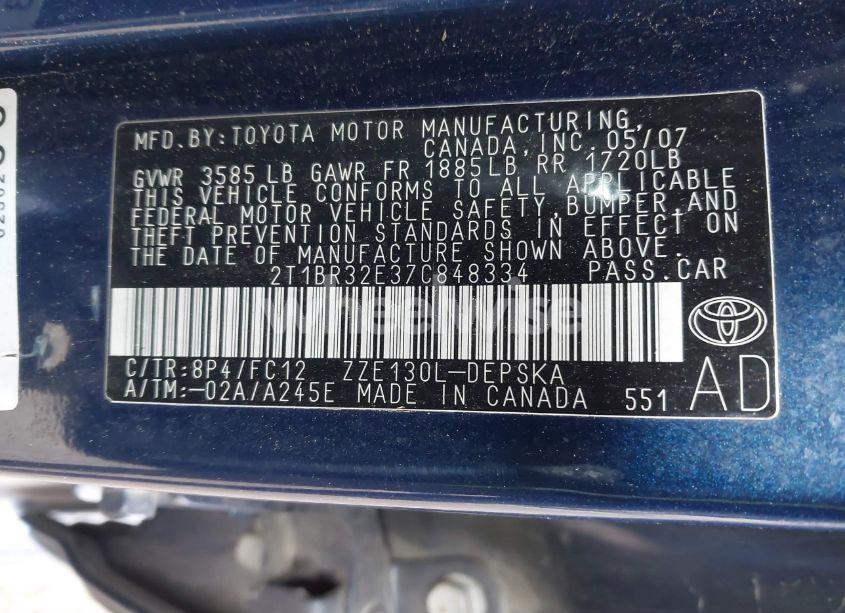 MFD.BY:TOYOTA MOTOR MANUFACTURING,
CANADA, INC. 05/07
GVWR 3585 LB GAWR FR 1885LB, RR 1720LB
THIS VEHICLE CONFORMS TO ALL APPLICABLE
FEDERAL MOTOR VEHICLE SAFETY,BUMPER,AND
THEFT PREVENTION STANDARDS IN EFFECT ON
THE DATE OF MANUFACTURE SHOWN ABOVE.
2T1BR32E37C848334 PASS.CAR
wheelwise
C/TR:8P4/FC12 ZZE130L-DEPSKA
A/TM:-02A/A245E MADE IN CANADA 551 AD